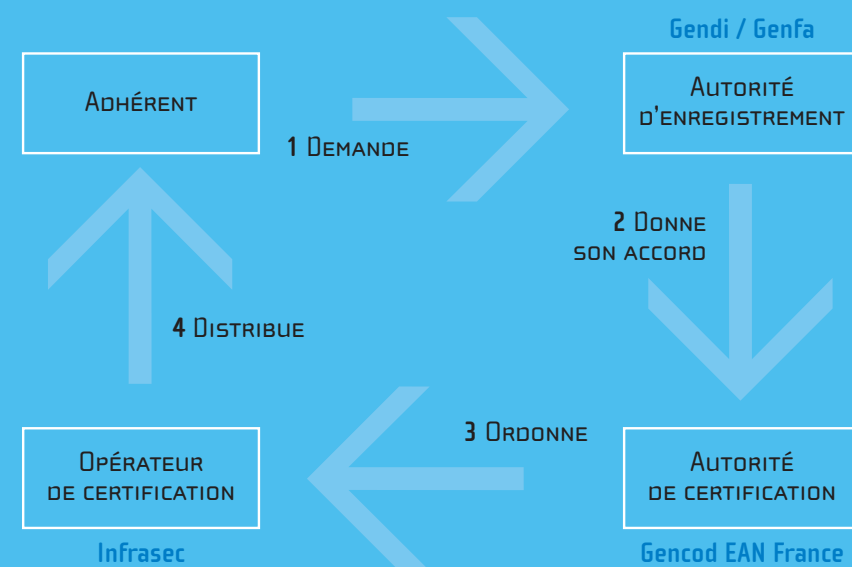 Gendi / Genfa
Adhérent
Autorité
d'enregistrement
1 Demande
2 Donne
son accord
4 Distribue
3 Ordonne
Opérateur
de certification
Autorité
de certification
Infrasec
Gencod EAN France